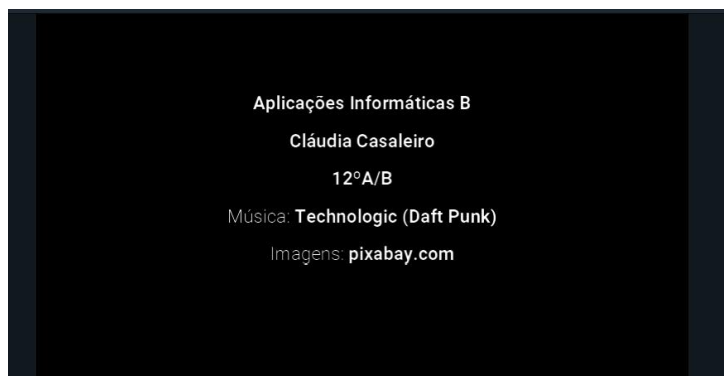 Aplicações Informáticas B
Cláudia Casaleiro
12ºA/B
Música: Technologic (Daft Punk)
Imagens: pixabay.com